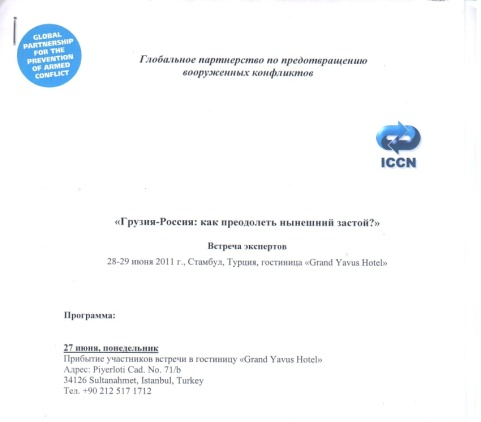 GLOBAL
PARTNERSHIP
FOR THE
PREVENTION
OF ARMED
CONFLICT
Глобальное партнерство по предотвращению
вооруженных конфликтов
ICCN
«Грузия-Россия: как преодолеть нынешний застой?»
Встреча экспертов
28-29 июня 2011 г., Стамбул, Турция, гостиница «Grand Yavus Hotel»
Программа:
27 июня, понедельник
Прибытие участников встречи в гостиницу «Grand Yavus Hotel»
Адрес: Piyerloti Cad. No. 71/b
34126 Sultanahmet, Istanbul, Turkey
Тел. +90 212 517 1712